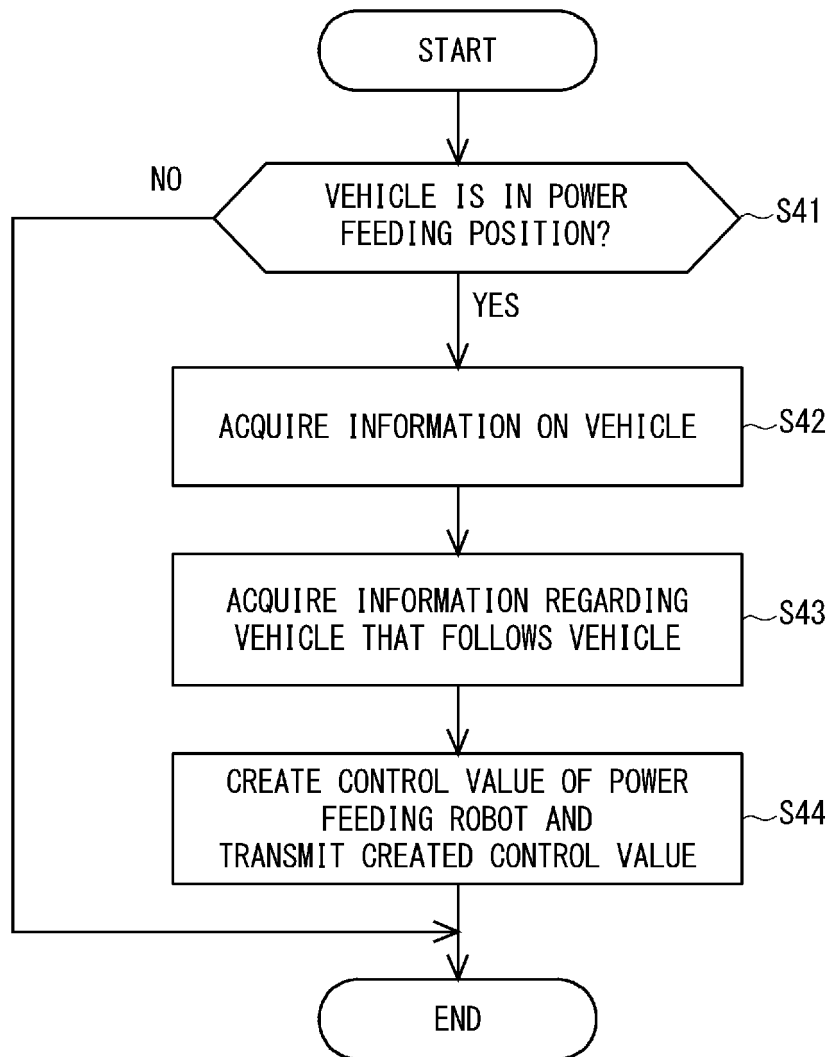 START
NO
VEHICLE IS IN POWER
FEEDING POSITION?
S41
YES
ACQUIRE INFORMATION ON VEHICLE
S42
ACQUIRE INFORMATION REGARDING
VEHICLE THAT FOLLOWS VEHICLE
S43
CREATE CONTROL VALUE OF POWER
FEEDING ROBOT AND
TRANSMIT CREATED CONTROL VALUE
S44
END